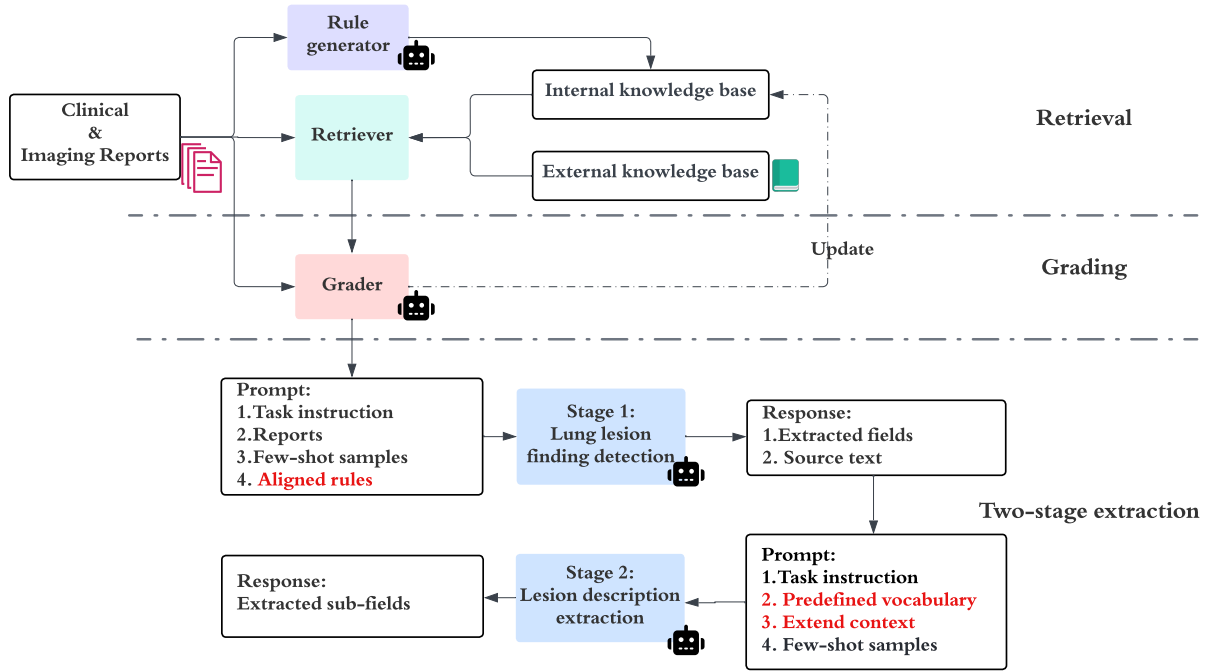 Rule
generator
Clinical
&
Imaging Reports
Retriever
Internal knowledge base
External knowledge base
Retrieval
Update
Grader
Grading
Prompt:
1.Task instruction
2.Reports
3.Few-shot samples
4. Aligned rules
Stage 1:
Lung lesion
finding detection
Response:
1.Extracted fields
2. Source text
Two-stage extraction
Prompt:
1.Task instruction
2. Predefined vocabulary
3. Extend context
4. Few-shot samples
Stage 2:
Lesion description
extraction
Response:
Extracted sub-fields